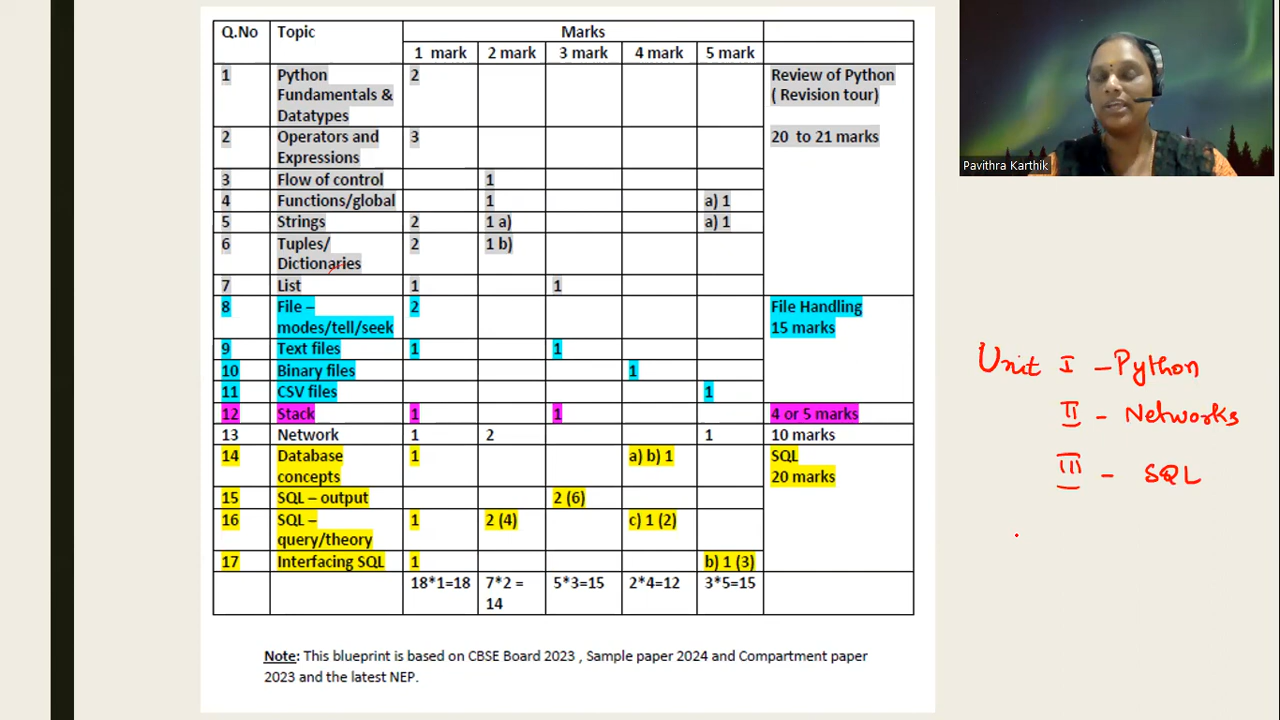 Q.No Topic Marks
1 mark 2 mark 3 mark 4 mark 5 mark
1 Python 2 Review of Python
Fundamentals & ( Revision tour)
Datatypes
2 Operators and 3 20 to 21 marks
Expressions
3 Flow of control 1
4 Functions/global 1 a) 1
5 Strings 2 1 a) a) 1
6 Tuples/ 2 1 b)
Dictionaries
7 List 1 1
8 File – 2 File Handling
modes/tell/seek 15 marks
9 Text files 1 1
10 Binary files 1
11 CSV files 1
12 Stack 1 1 4 or 5 marks
13 Network 1 2 1 10 marks
14 Database 1 a) b) 1 SQL
concepts 20 marks
15 SQL – output 2 (6)
16 SQL – 1 2 (4) c) 1 (2)
query/theory
17 Interfacing SQL 1 b) 1 (3)
18*1=18 7*2 = 5*3=15 2*4=12 3*5=15
14
Note: This blueprint is based on CBSE Board 2023 , Sample paper 2024 and Compartment paper
2023 and the latest NEP.
Pavithra Karthik
Unit I – Python
II – Networks
III – SQL